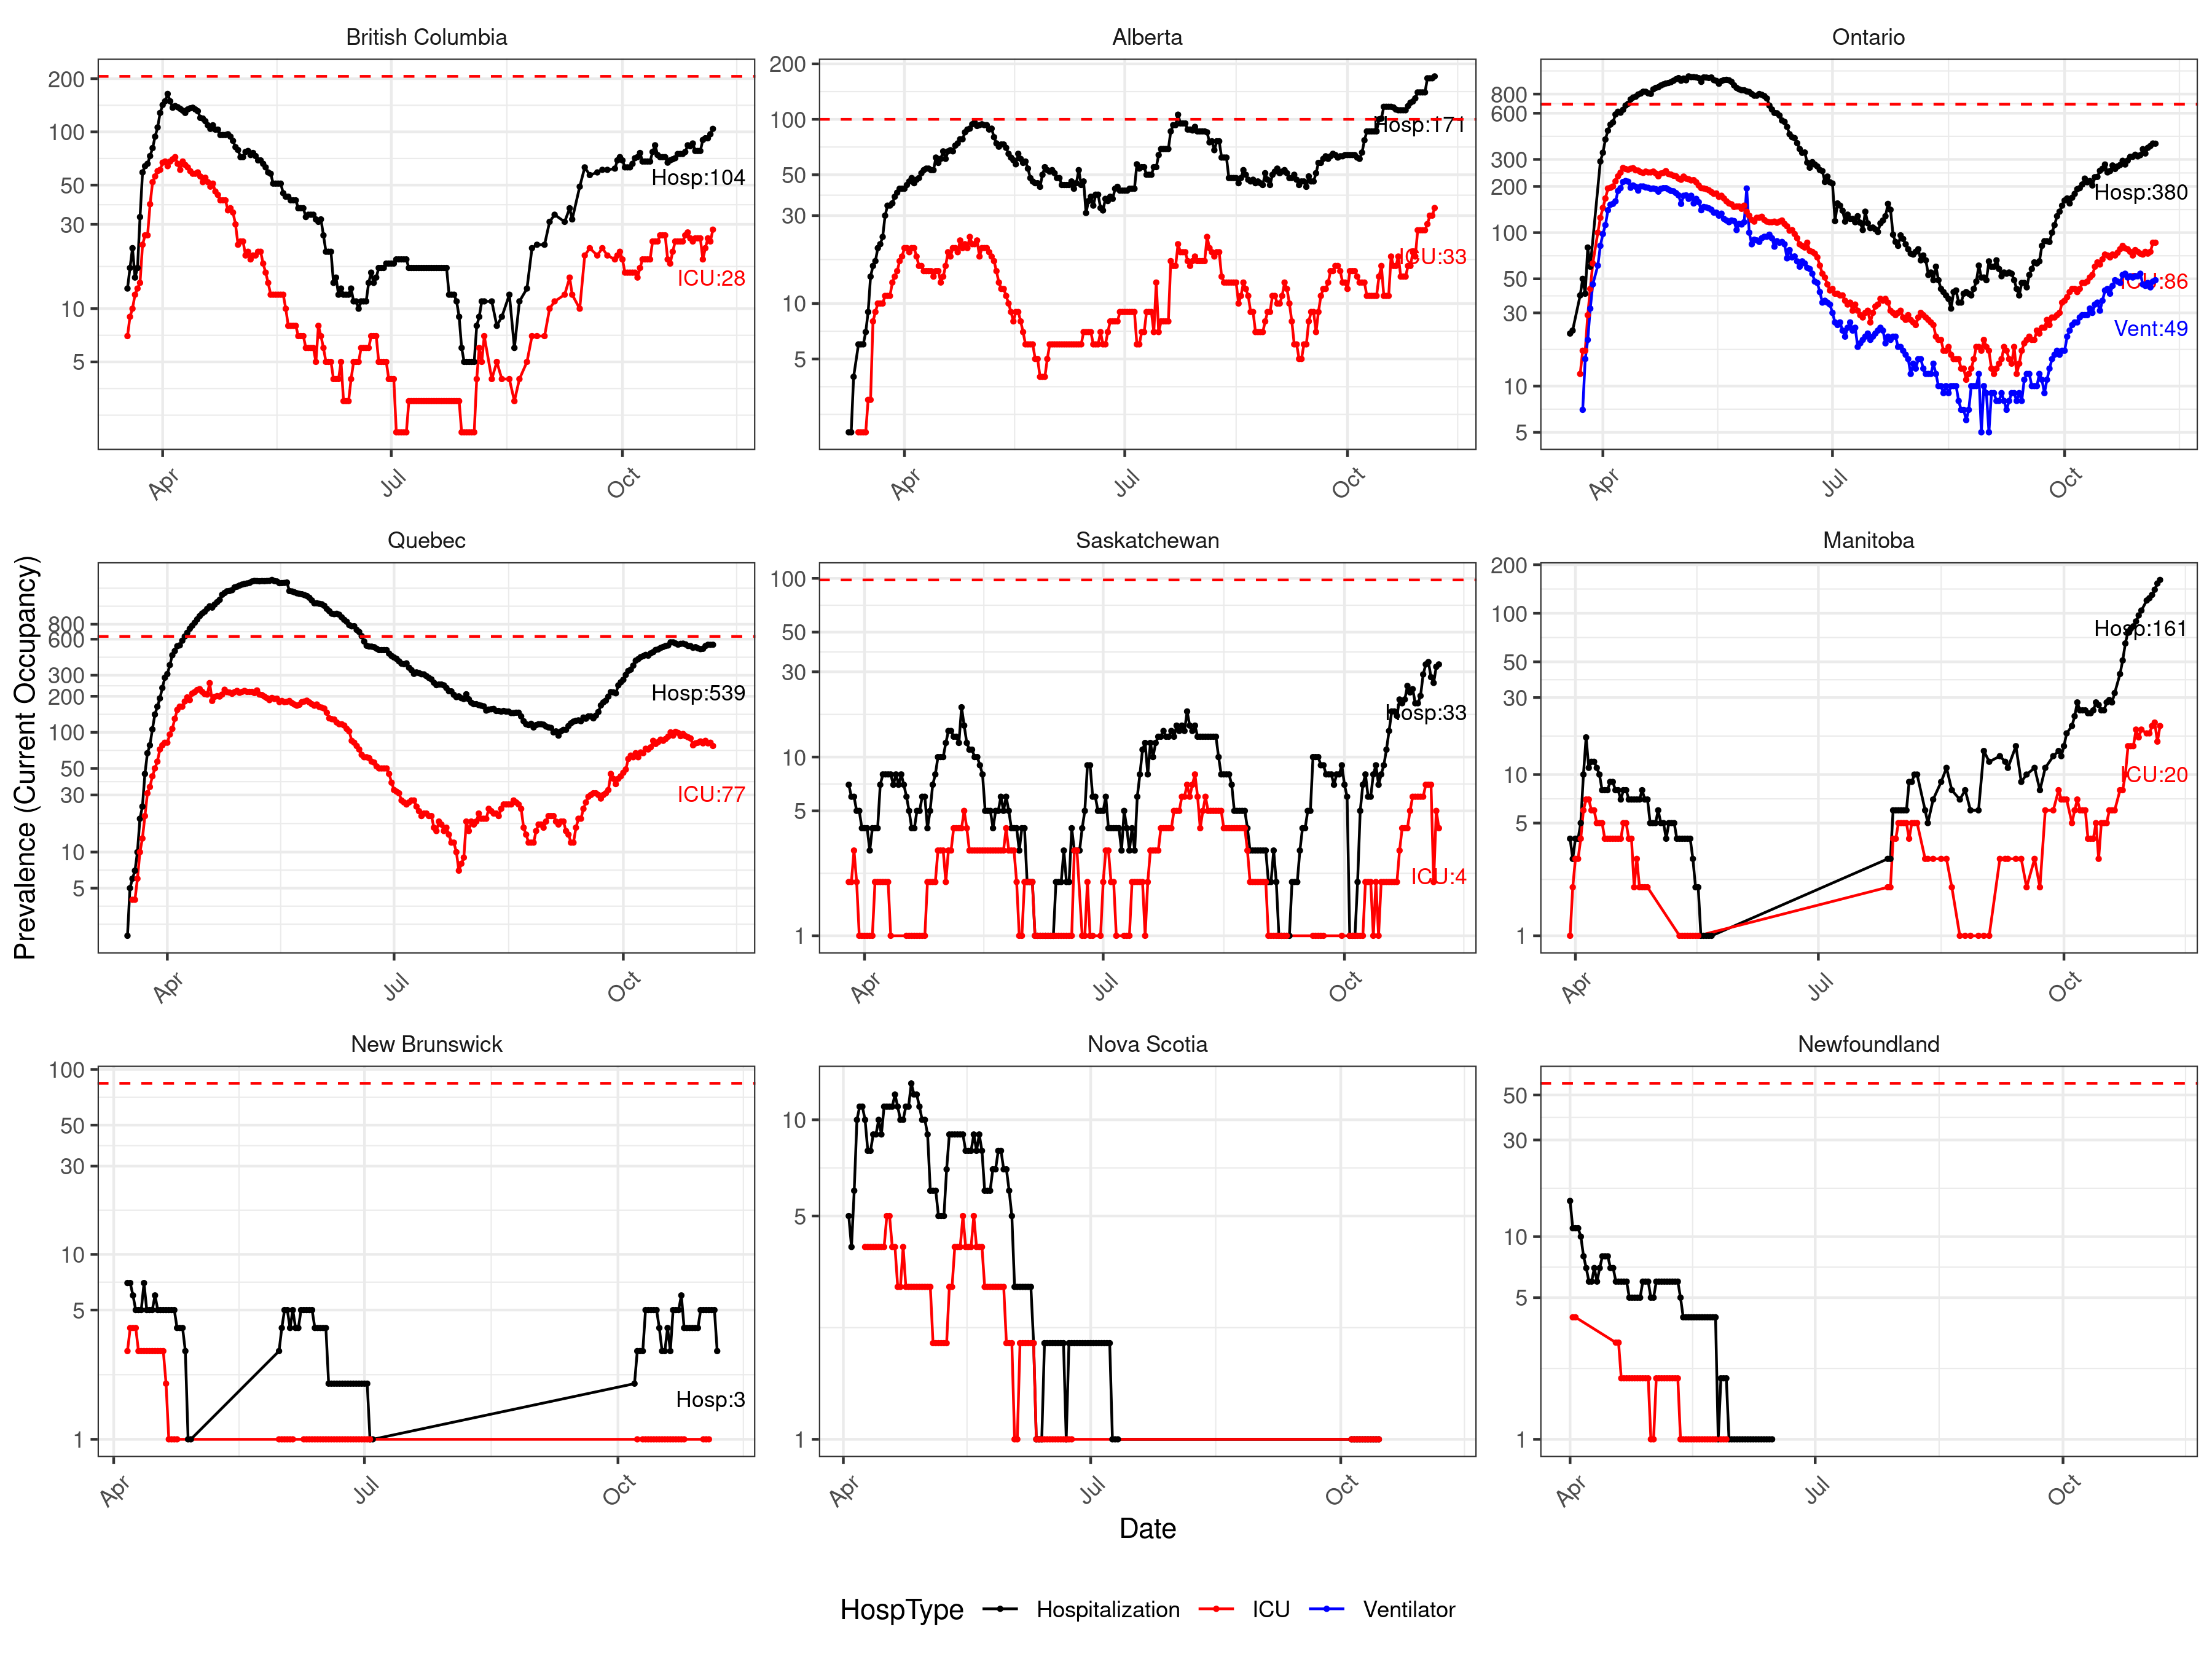 British Columbia
Alberta
Ontario
200
100
50
30
10
5
Hosp:104
ICU:28
Apr
Jul
Oct
200
100
50
30
10
5
Hosp:171
ICU:33
Apr
Jul
Oct
800
600
300
200
100
50
30
10
5
Hosp:380
ICU:86
Vent:49
Apr
Jul
Oct
Prevalence (Current Occupancy)
Quebec
Saskatchewan
Manitoba
800
600
300
200
100
50
30
10
5
Hosp:539
ICU:77
Apr
Jul
Oct
100
50
30
10
5
1
Hosp:33
ICU:4
Apr
Jul
Oct
200
100
50
30
10
5
1
Hosp:161
ICU:20
Apr
Jul
Oct
New Brunswick
Nova Scotia
Newfoundland
100
50
30
10
5
1
Hosp:3
Apr
Jul
Oct
10
5
1
Apr
Jul
Oct
50
30
10
5
1
Apr
Jul
Oct
Date
HospType Hospitalization ICU Ventilator